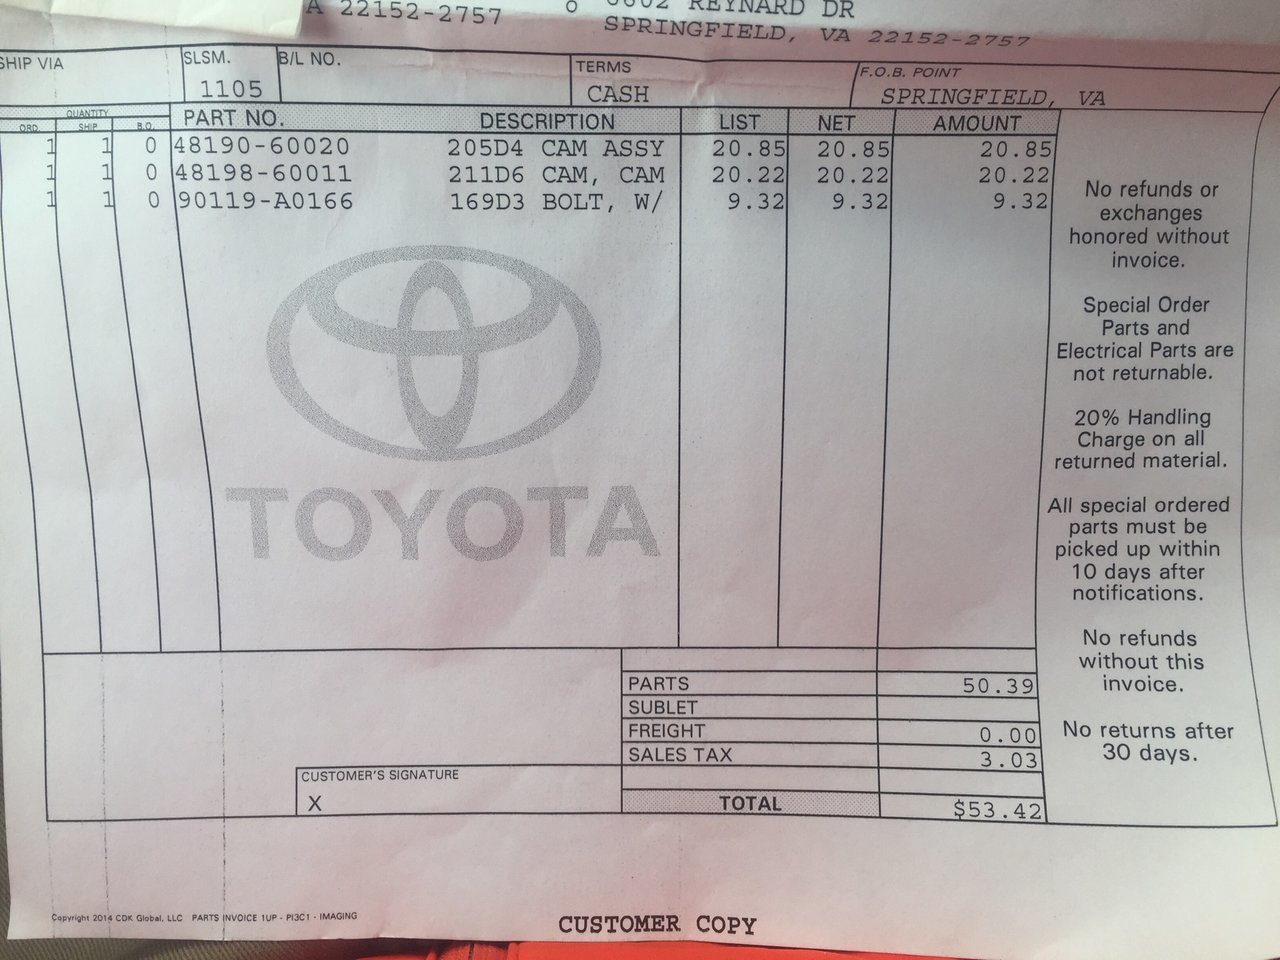 A 22152-2757
REYNARD DR
SPRINGFIELD, VA 22152-2757
SHIP VIA SLSM. B/L NO. TERMS F.O.B. POINT
1105 CASH SPRINGFIELD, VA
QUANTITY
ORD. SHIP B.O. PART NO. DESCRIPTION LIST NET AMOUNT
1 1 0 48190-60020 205D4 CAM ASSY 20.85 20.85 20.85
1 1 0 48198-60011 211D6 CAM, CAM 20.22 20.22 20.22
1 1 0 90119-A0166 169D3 BOLT, W/ 9.32 9.32 9.32
TOYOTA
No refunds or
exchanges
honored without
invoice.
Special Order
Parts and
Electrical Parts are
not returnable.
20% Handling
Charge on all
returned material.
All special ordered
parts must be
picked up within
10 days after
notifications.
No refunds
without this
invoice.
No returns after
30 days.
PARTS 50.39
SUBLET
FREIGHT 0.00
SALES TAX 3.03
CUSTOMER'S SIGNATURE
X
TOTAL $53.42
Copyright 2014 CDK Global, LLC PARTS INVOICE 1UP - PI3C1 - IMAGING
CUSTOMER COPY